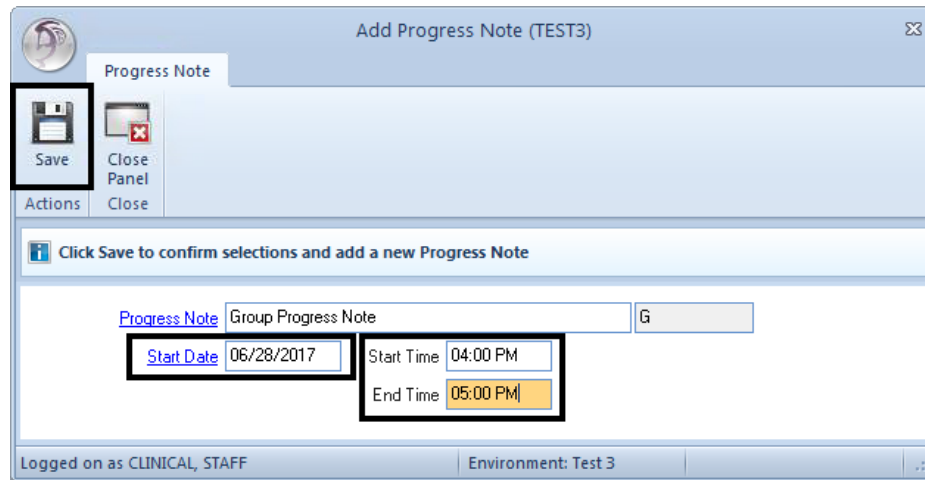 Add Progress Note (TEST3)
Progress Note
Save
Close
Panel
Actions
Close
Click Save to confirm selections and add a new Progress Note
Progress Note Group Progress Note G
Start Date 06/28/2017 Start Time 04:00 PM
End Time 05:00 PM
Logged on as CLINICAL, STAFF Environment: Test 3